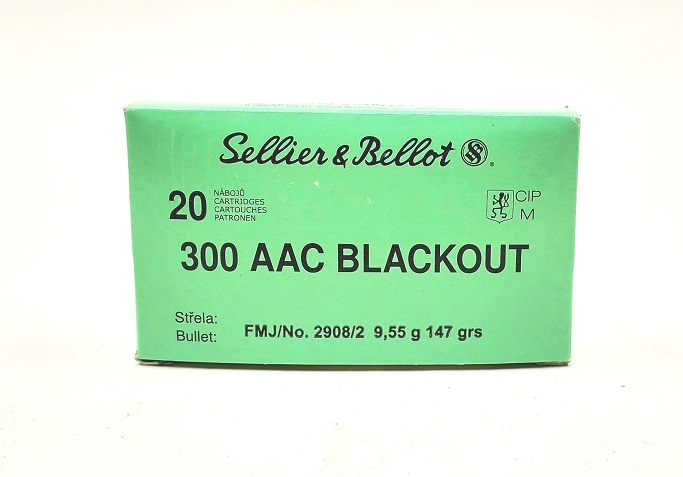 Sellier & Bellot
20
NÁBOJŮ
CARTRIDGES
CARTOUCHES
PATRONEN
CIP
M
300 AAC BLACKOUT
Střela:
Bullet:
FMJ/No. 2908/2 9,55 g 147 grs